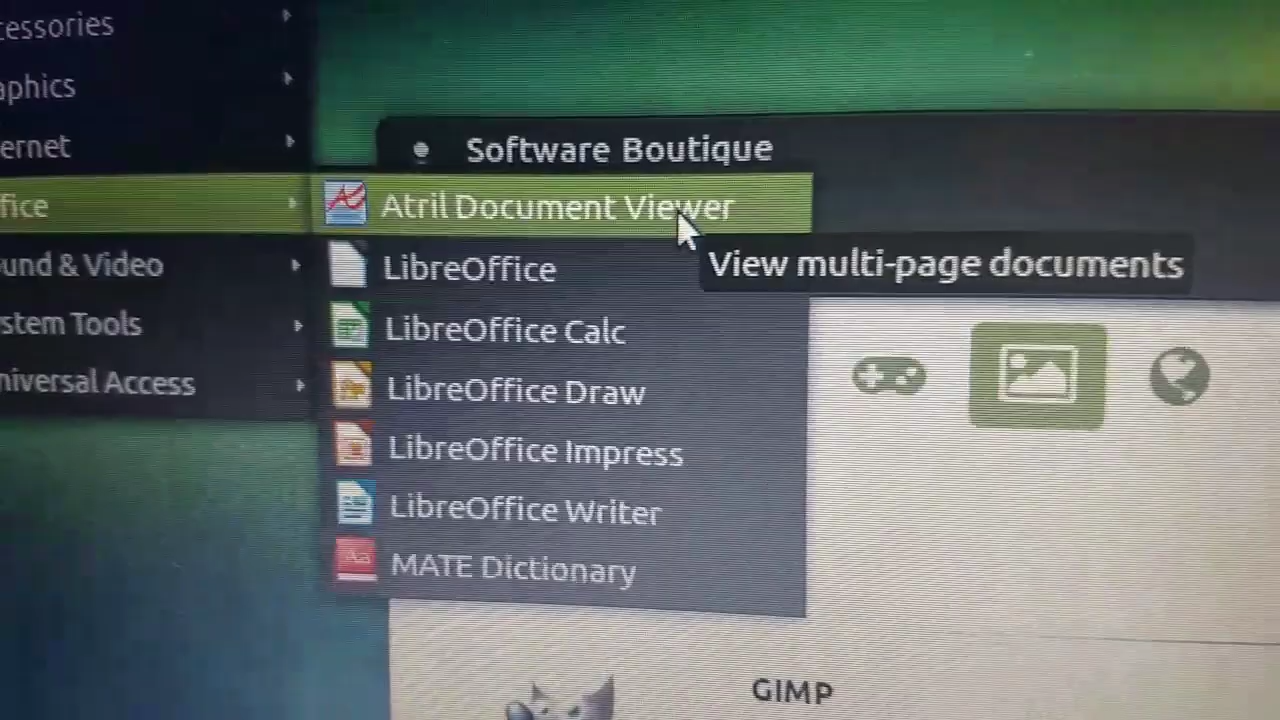 cessories
aphics
ernet
fice
und & Video
stem Tools
niversal Access
Software Boutique
Atril Document Viewer
View multi-page documents
LibreOffice
LibreOffice Calc
LibreOffice Draw
LibreOffice Impress
LibreOffice Writer
MATE Dictionary
GIMP